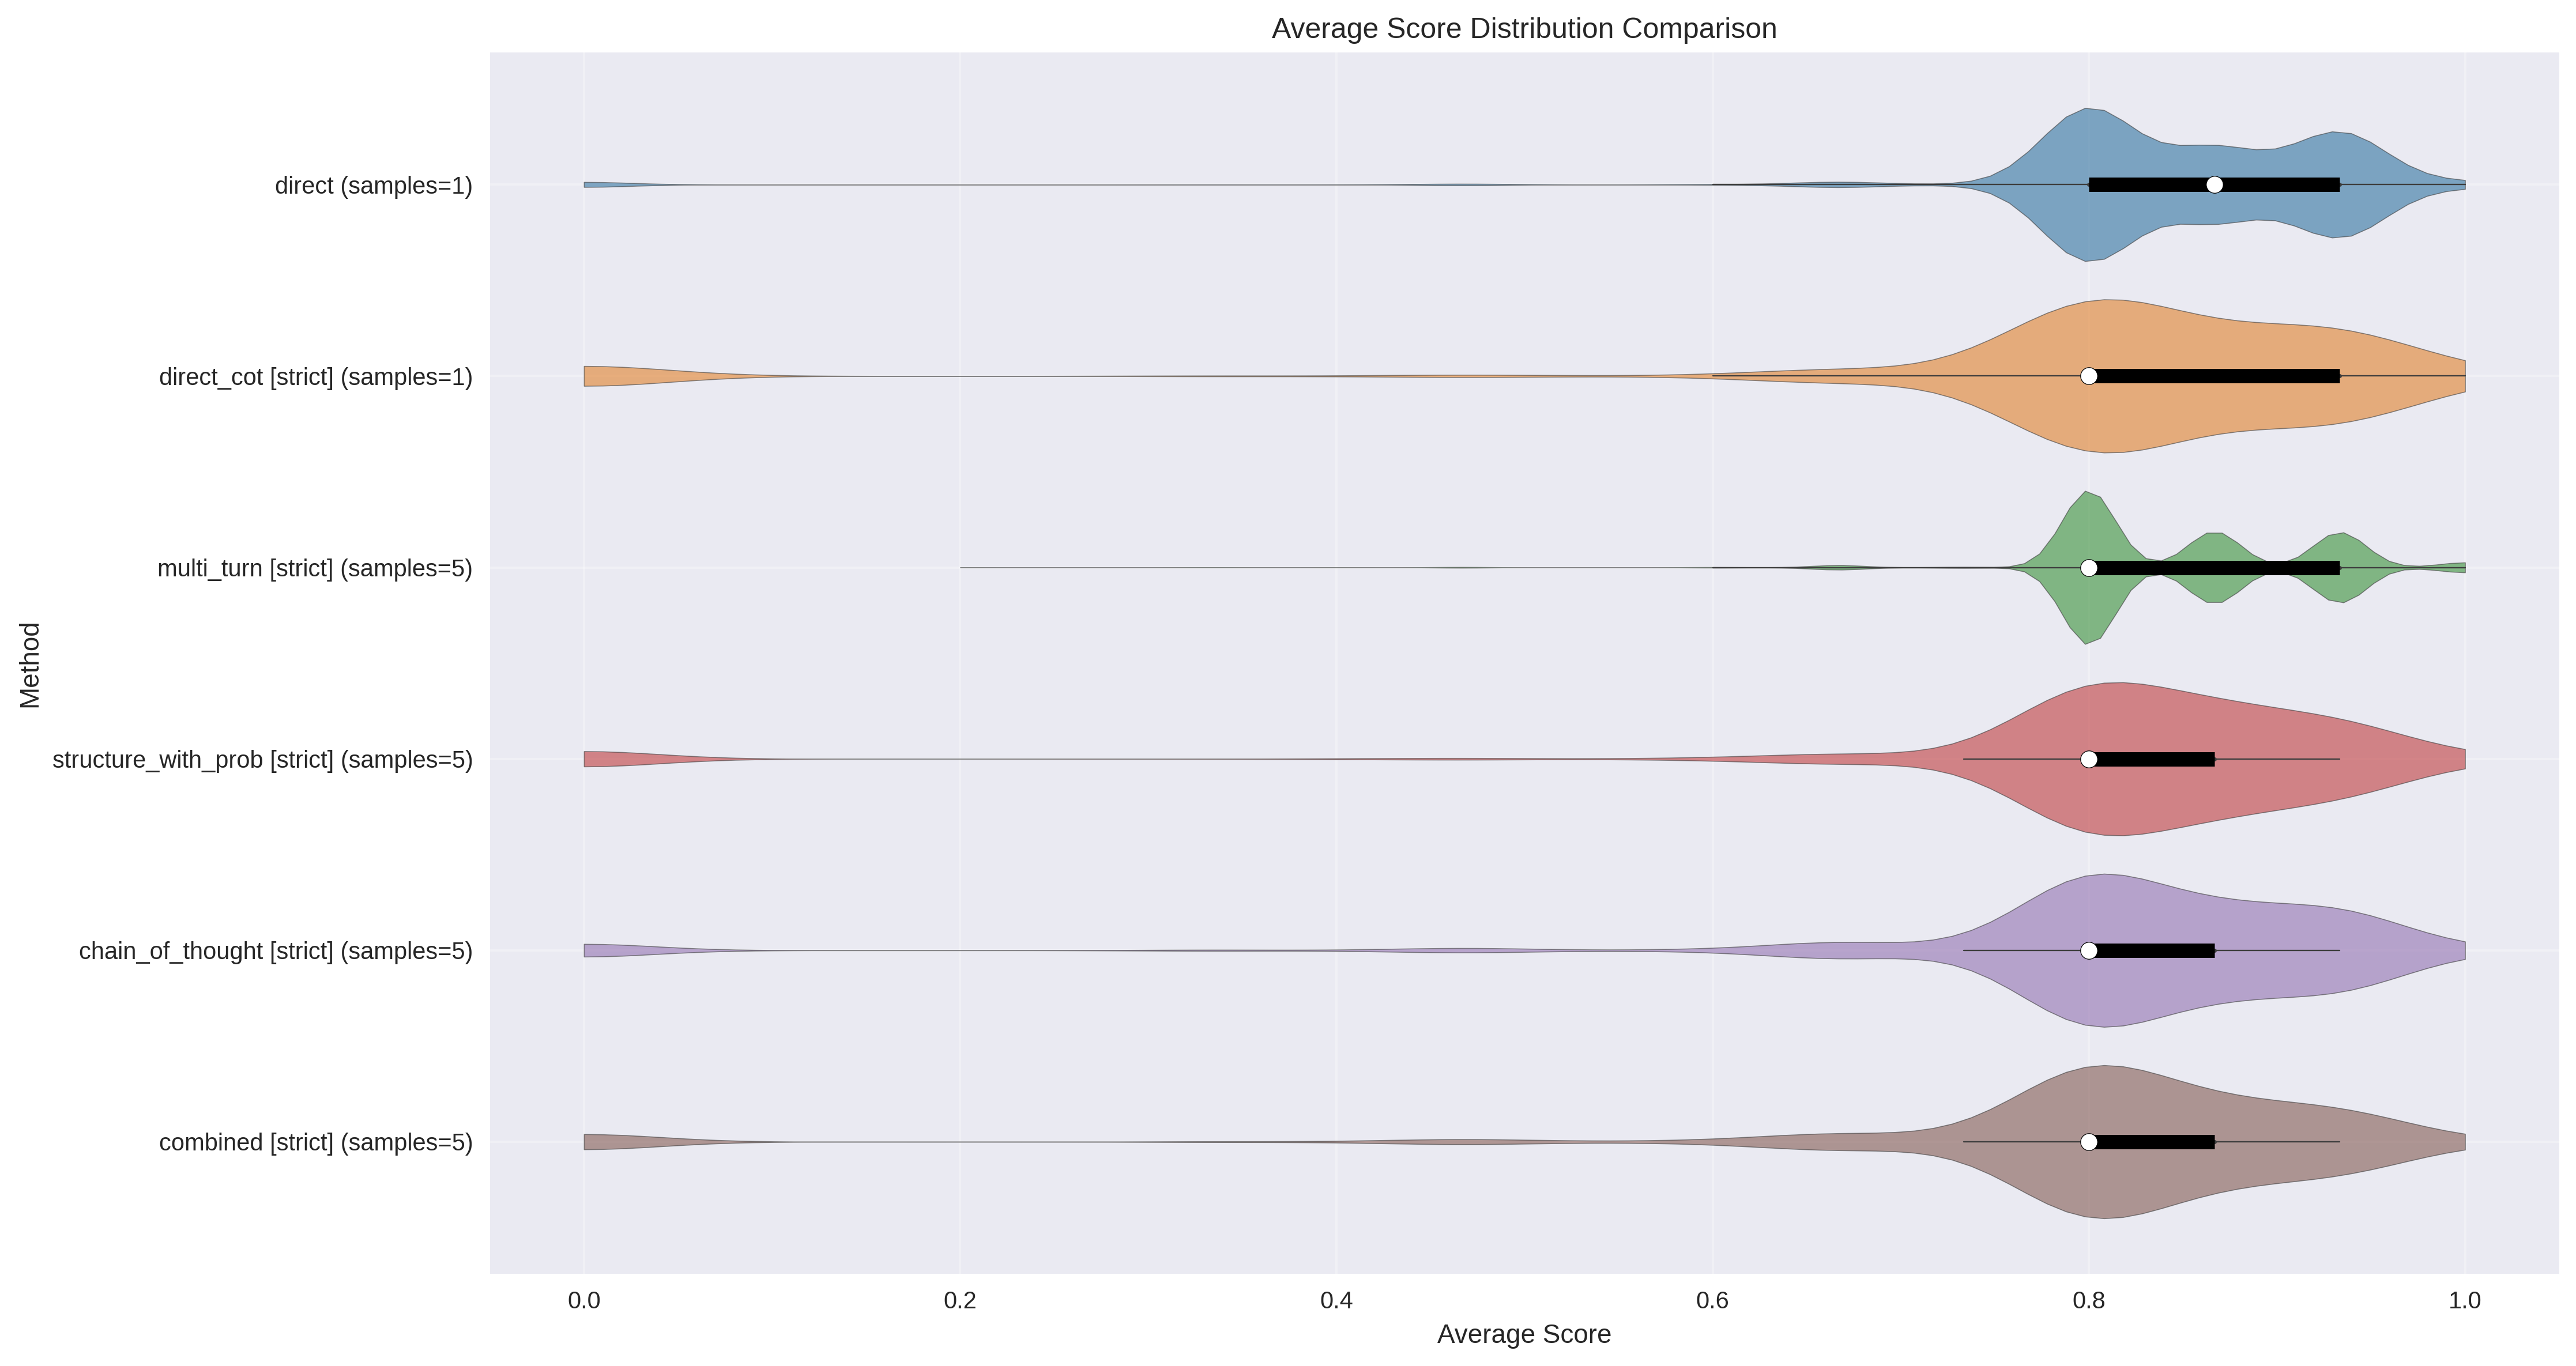 Average Score Distribution Comparison
direct (samples=1)
direct_cot [strict] (samples=1)
multi_turn [strict] (samples=5)
structure_with_prob [strict] (samples=5)
chain_of_thought [strict] (samples=5)
combined [strict] (samples=5)
Method
0.0 0.2 0.4 0.6 0.8 1.0
Average Score